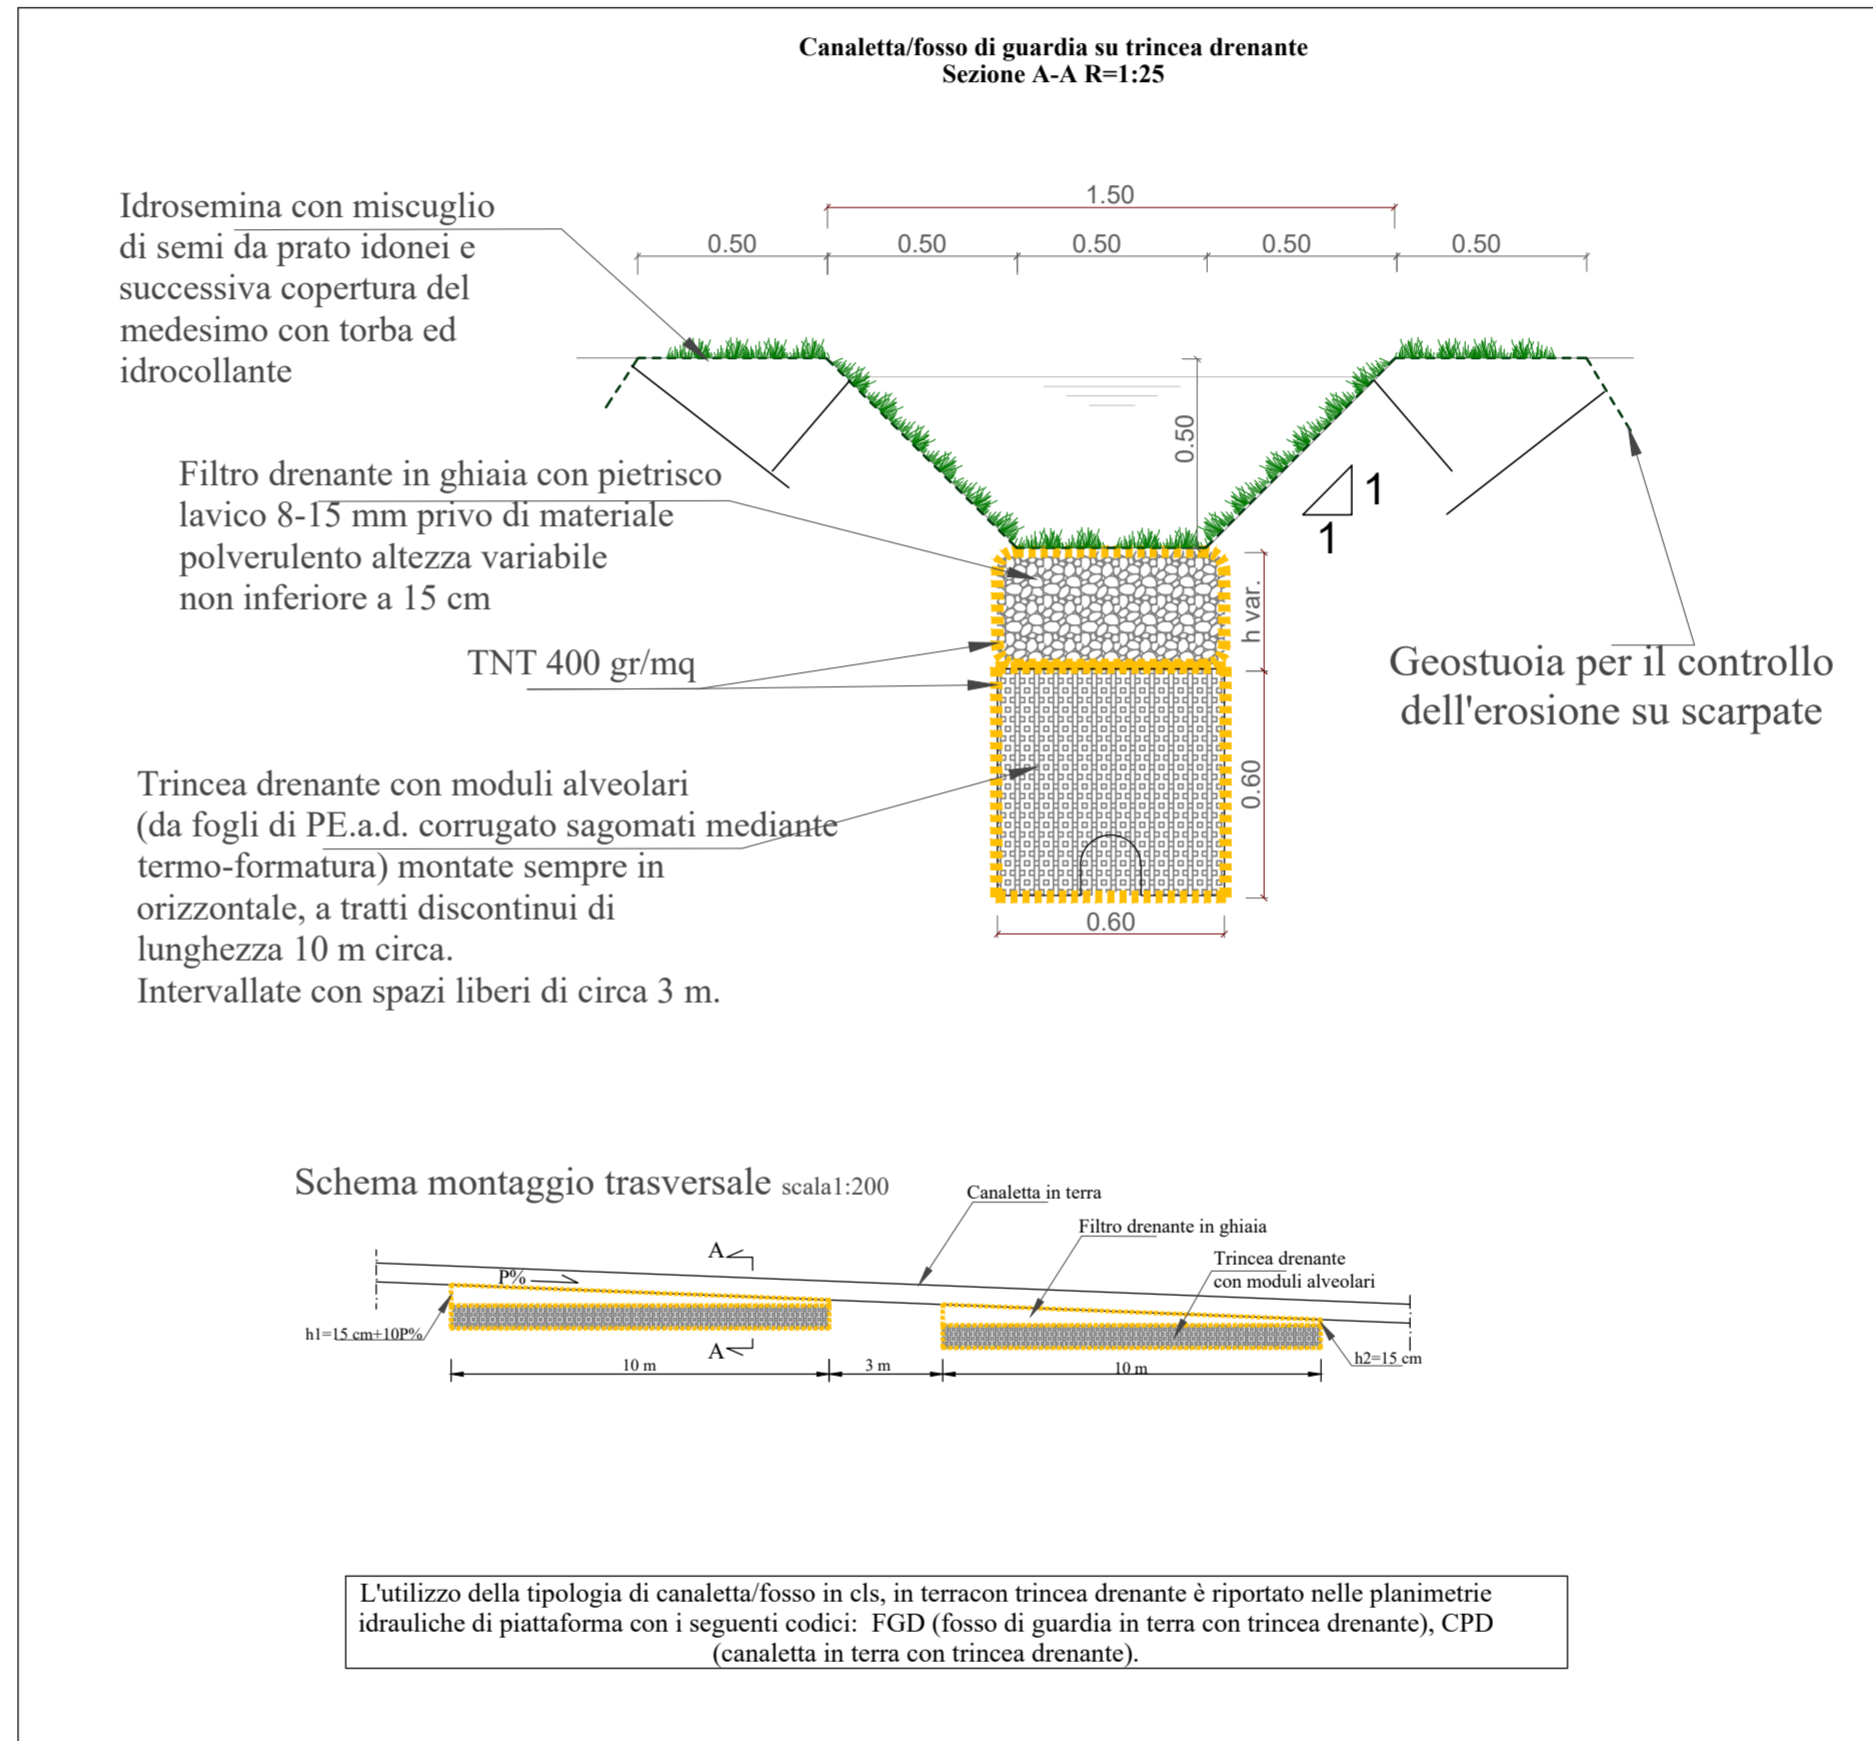 Canaletta/fosso di guardia su trincea drenante
Sezione A-A R=1:25
1.50
0.50 0.50 0.50 0.50 0.50
Idrosemina con miscuglio
di semi da prato idonei e
successiva copertura del
medesimo con torba ed
idrocollante
0.50
1
1
Filtro drenante in ghiaia con pietrisco
lavico 8-15 mm privo di materiale
polverulento altezza variabile
non inferiore a 15 cm
h var.
TNT 400 gr/mq
Geostuoia per il controllo
dell'erosione su scarpate
Trincea drenante con moduli alveolari
(da fogli di PE.a.d. corrugato sagomati mediante
termo-formatura) montate sempre in
orizzontale, a tratti discontinui di
lunghezza 10 m circa.
Intervallate con spazi liberi di circa 3 m.
0.60
0.60
Schema montaggio trasversale scala1:200
Canaletta in terra
Filtro drenante in ghiaia
Trincea drenante
con moduli alveolari
A
P%
h1=15 cm+10P%
A
h2=15 cm
10 m 3 m 10 m
L'utilizzo della tipologia di canaletta/fosso in cls, in terracon trincea drenante è riportato nelle planimetrie
idrauliche di piattaforma con i seguenti codici: FGD (fosso di guardia in terra con trincea drenante), CPD
(canaletta in terra con trincea drenante).